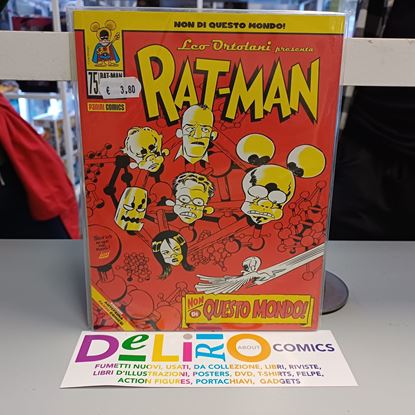 NON DI QUESTO MONDO!
Leo Ortolani presenta
RAT-MAN
75 RAT-MAN
€ 3,80
PANINI COMICS
NON
DI QUESTO MONDO!
DeLiRiO ABOUT COMICS
FUMETTI NUOVI, USATI, DA COLLEZIONE, LIBRI, RIVISTE,
LIBRI D'ILLUSTRAZIONI, POSTERS, DVD, T-SHIRTS, FELPE,
ACTION FIGURES, PORTACHIAVI, GADGETS